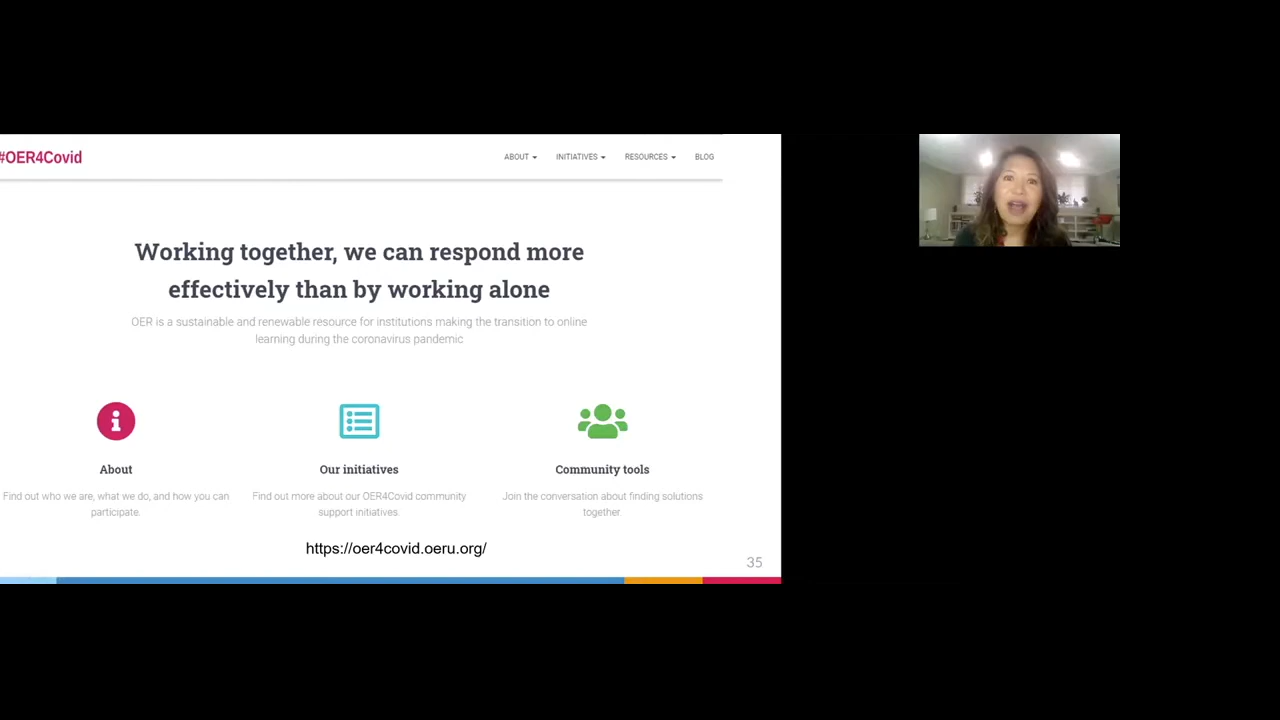 #OER4Covid
ABOUT INITIATIVES RESOURCES BLOG
Working together, we can respond more
effectively than by working alone
OER is a sustainable and renewable resource for institutions making the transition to online
learning during the coronavirus pandemic
About
Find out who we are, what we do, and how you can
participate.
Our initiatives
Find out more about our OER4Covid community
support initiatives.
Community tools
Join the conversation about finding solutions
together
https://oer4covid.oeru.org/
35